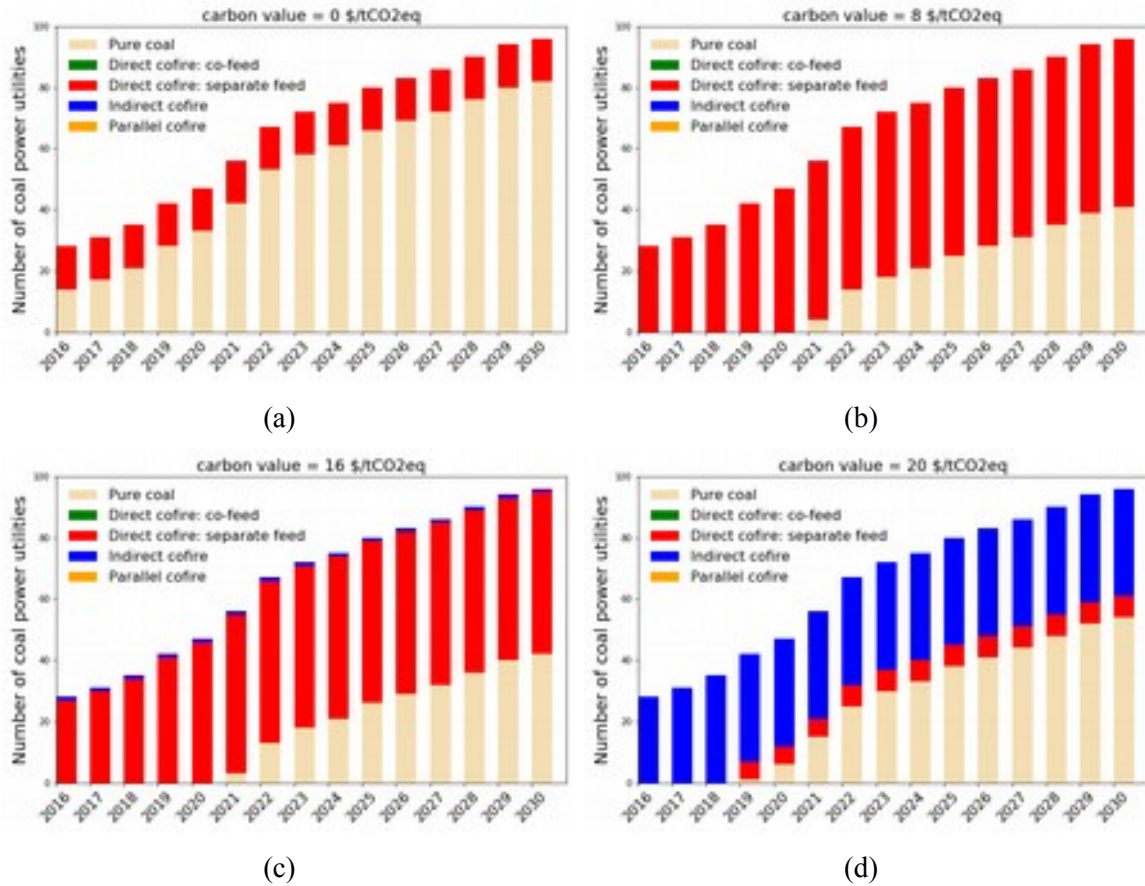 carbon value = 0 $/tCO2eq
Number of coal power utilities
100
80
60
40
20
0
Pure coal
Direct cofire: co-feed
Direct cofire: separate feed
Indirect cofire
Parallel cofire
2016 2017 2018 2019 2020 2021 2022 2023 2024 2025 2026 2027 2028 2029 2030
(a)
carbon value = 8 $/tCO2eq
Number of coal power utilities
100
80
60
40
20
0
Pure coal
Direct cofire: co-feed
Direct cofire: separate feed
Indirect cofire
Parallel cofire
2016 2017 2018 2019 2020 2021 2022 2023 2024 2025 2026 2027 2028 2029 2030
(b)
carbon value = 16 $/tCO2eq
Number of coal power utilities
100
80
60
40
20
0
Pure coal
Direct cofire: co-feed
Direct cofire: separate feed
Indirect cofire
Parallel cofire
2016 2017 2018 2019 2020 2021 2022 2023 2024 2025 2026 2027 2028 2029 2030
(c)
carbon value = 20 $/tCO2eq
Number of coal power utilities
100
80
60
40
20
0
Pure coal
Direct cofire: co-feed
Direct cofire: separate feed
Indirect cofire
Parallel cofire
2016 2017 2018 2019 2020 2021 2022 2023 2024 2025 2026 2027 2028 2029 2030
(d)